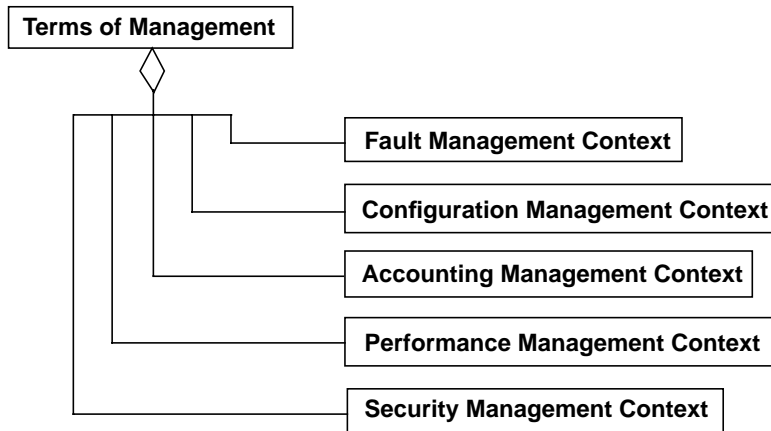 Terms of Management
Fault Management Context
Configuration Management Context
Accounting Management Context
Performance Management Context
Security Management Context